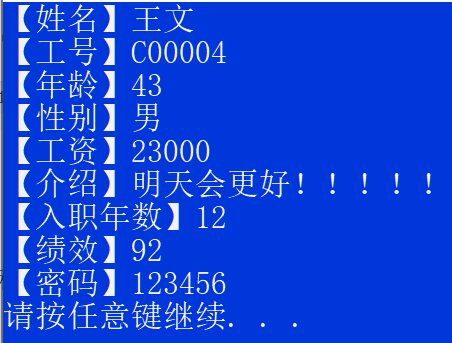 【姓名】王文
【工号】C00004
【年龄】43
【性别】男
【工资】23000
【介绍】明天会更好！！！！！
【入职年数】12
【绩效】92
【密码】123456
请按任意键继续. . .